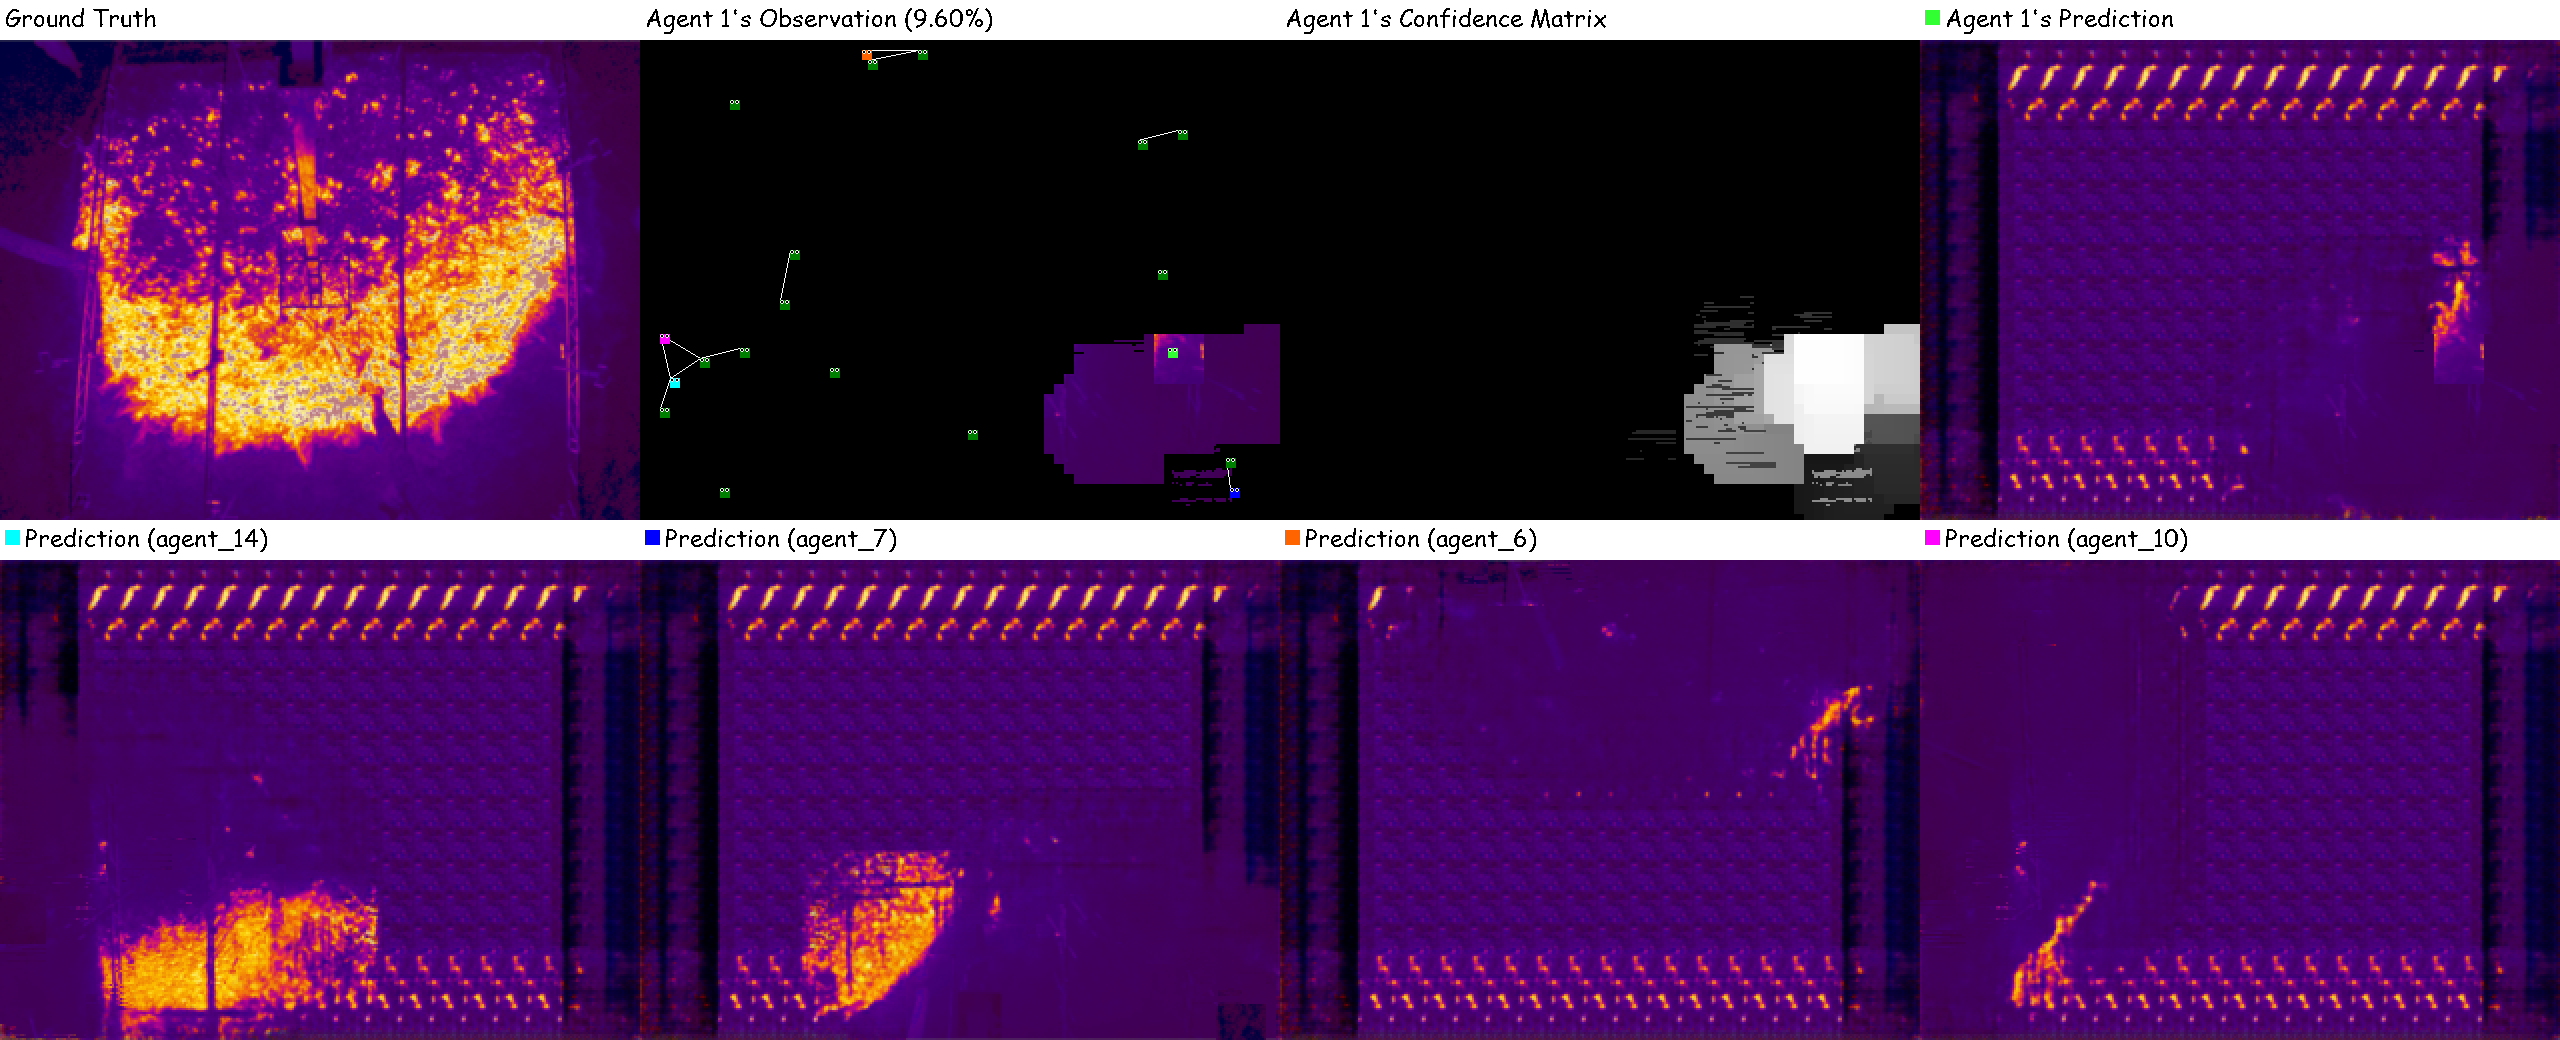 Ground Truth
Agent 1's Observation (9.60%)
Agent 1's Confidence Matrix
Agent 1's Prediction
Prediction (agent_14)
Prediction (agent_7)
Prediction (agent_6)
Prediction (agent_10)